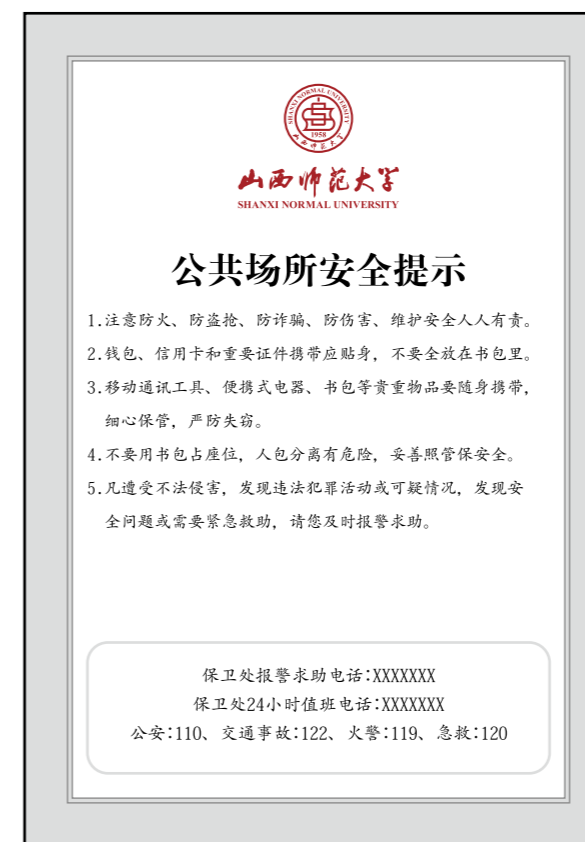 SHANXI NORMAL UNIVERSITY
1958
山西师范大学
山西师范大学
SHANXI NORMAL UNIVERSITY
公共场所安全提示
1.注意防火、防盗抢、防诈骗、防伤害、维护安全人人有责。
2.钱包、信用卡和重要证件携带应贴身，不要全放在书包里。
3.移动通讯工具、便携式电器、书包等贵重物品要随身携带，
细心保管，严防失窃。
4.不要用书包占座位，人包分离有危险，妥善照管保安全。
5.凡遭受不法侵害，发现违法犯罪活动或可疑情况，发现安
全问题或需要紧急救助，请您及时报警求助。
保卫处报警求助电话:XXXXXXX
保卫处24小时值班电话:XXXXXXX
公安:110、交通事故:122、火警:119、急救:120